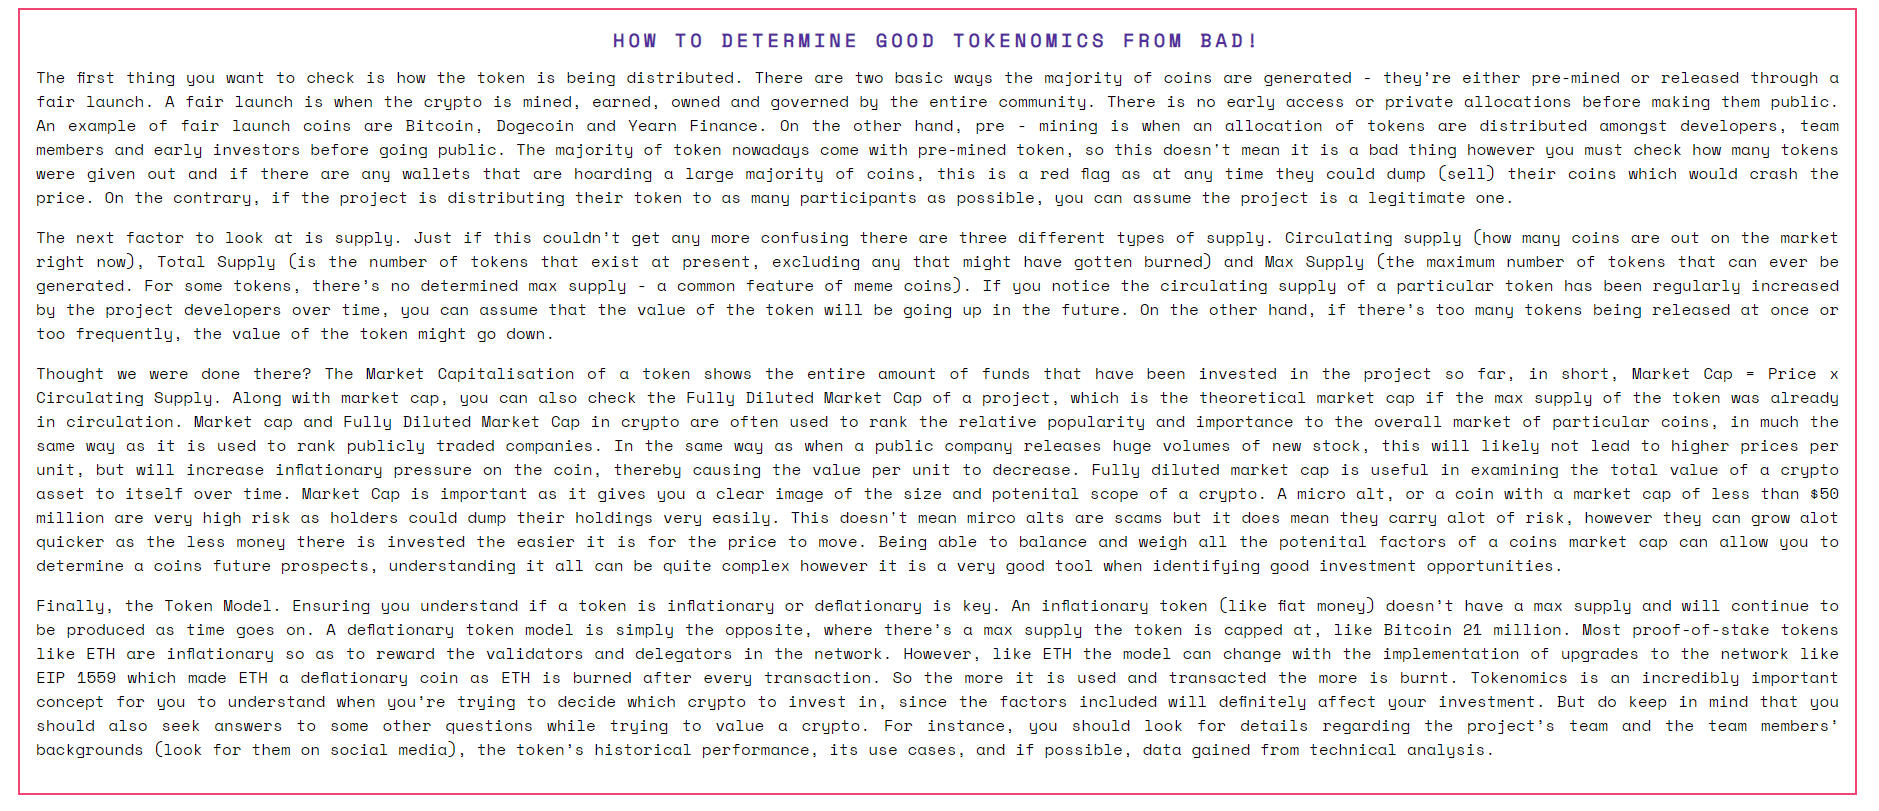 HOW TO DETERMINE GOOD TOKENOMICS FROM BAD!
The first thing you want to check is how the token is being distributed. There are two basic ways the majority of coins are generated - they're either pre-mined or released through a
fair launch. A fair launch is when the crypto is mined, earned, owned and governed by the entire community. There is no early access or private allocations before making them public.
An example of fair launch coins are Bitcoin, Dogecoin and Yearn Finance. On the other hand, pre - mining is when an allocation of tokens are distributed amongst developers, team
members and early investors before going public. The majority of token nowadays come with pre-mined token, so this doesn't mean it is a bad thing however you must check how many tokens
were given out and if there are any wallets that are hoarding a large majority of coins, this is a red flag as at any time they could dump (sell) their coins which would crash the
price. On the contrary, if the project is distributing their token to as many participants as possible, you can assume the project is a legitimate one.
The next factor to look at is supply. Just if this couldn't get any more confusing there are three different types of supply. Circulating supply (how many coins are out on the market
right now), Total Supply (is the number of tokens that exist at present, excluding any that might have gotten burned) and Max Supply (the maximum number of tokens that can ever be
generated. For some tokens, there's no determined max supply - a common feature of meme coins). If you notice the circulating supply of a particular token has been regularly increased
by the project developers over time, you can assume that the value of the token will be going up in the future. On the other hand, if there's too many tokens being released at once or
too frequently, the value of the token might go down.
Thought we were done there? The Market Capitalisation of a token shows the entire amount of funds that have been invested in the project so far, in short, Market Cap = Price x
Circulating Supply. Along with market cap, you can also check the Fully Diluted Market Cap of a project, which is the theoretical market cap if the max supply of the token was already
in circulation. Market cap and Fully Diluted Market Cap in crypto are often used to rank the relative popularity and importance to the overall market of particular coins, in much the
same way as it is used to rank publicly traded companies. In the same way as when a public company releases huge volumes of new stock, this will likely not lead to higher prices per
unit, but will increase inflationary pressure on the coin, thereby causing the value per unit to decrease. Fully diluted market cap is useful in examining the total value of a crypto
asset to itself over time. Market Cap is important as it gives you a clear image of the size and potenital scope of a crypto. A micro alt, or a coin with a market cap of less than $50
million are very high risk as holders could dump their holdings very easily. This doesn't mean mirco alts are scams but it does mean they carry alot of risk, however they can grow alot
quicker as the less money there is invested the easier it is for the price to move. Being able to balance and weigh all the potenital factors of a coins market cap can allow you to
determine a coins future prospects, understanding it all can be quite complex however it is a very good tool when identifying good investment opportunities.
Finally, the Token Model. Ensuring you understand if a token is inflationary or deflationary is key. An inflationary token (like fiat money) doesn't have a max supply and will continue to
be produced as time goes on. A deflationary token model is simply the opposite, where there's a max supply the token is capped at, like Bitcoin 21 million. Most proof-of-stake tokens
like ETH are inflationary so as to reward the validators and delegators in the network. However, like ETH the model can change with the implementation of upgrades to the network like
EIP 1559 which made ETH a deflationary coin as ETH is burned after every transaction. So the more it is used and transacted the more is burnt. Tokenomics is an incredibly important
concept for you to understand when you're trying to decide which crypto to invest in, since the factors included will definitely affect your investment. But do keep in mind that you
should also seek answers to some other questions while trying to value a crypto. For instance, you should look for details regarding the project's team and the team members'
backgrounds (look for them on social media), the token's historical performance, its use cases, and if possible, data gained from technical analysis.